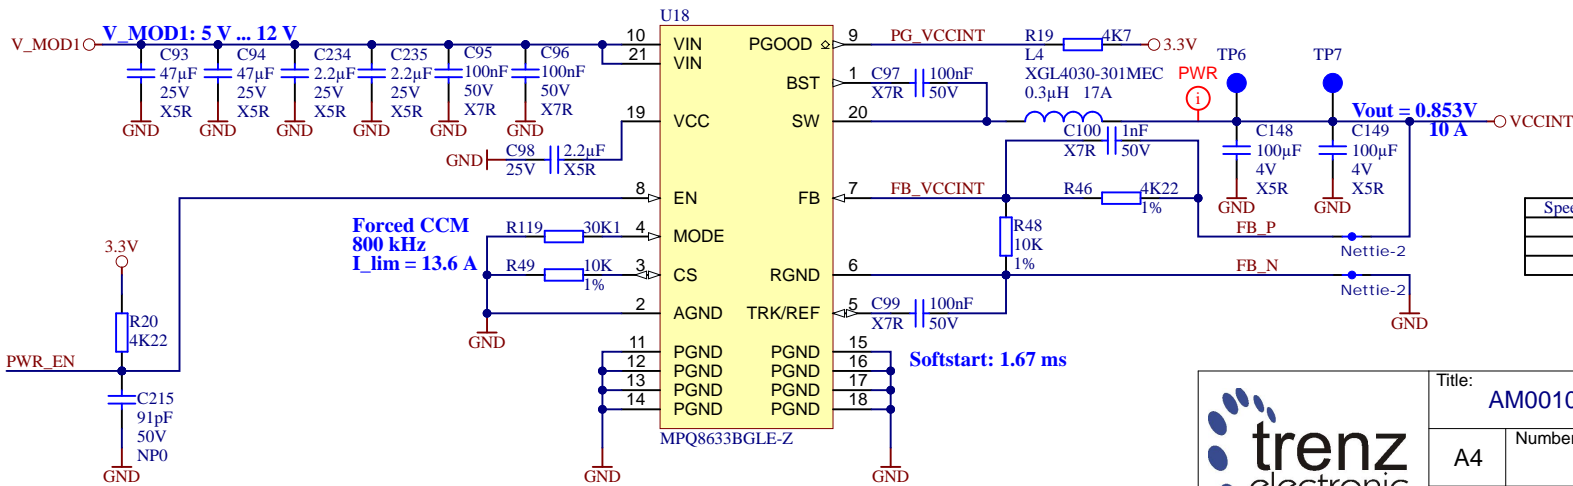 U18
V_MOD1
V_MOD1: 5 V ... 12 V
C93
47µF
25V
X5R
GND
C94
47µF
25V
X5R
GND
C234
2.2µF
25V
X5R
GND
C235
2.2µF
25V
X5R
GND
C95
100nF
50V
X7R
GND
C96
100nF
50V
X7R
GND
10 VIN
21 VIN
19 VCC
GND C98 2.2µF
25V X5R
8 EN
Forced CCM
800 kHz
I_lim = 13.6 A
R119 30K1 4 MODE
R49 10K 3 CS
1%
2 AGND
GND
3.3V
R20
4K22
PWR_EN
C215
91pF
50V
NP0
GND
11 PGND
12 PGND
13 PGND
14 PGND
GND
PGOOD 9 PG_VCCINT R19 4K7 3.3V
BST 1 C97 100nF
X7R 50V
L4
XGL4030-301MEC
0.3µH 17A
SW 20
PWR
i
TP6
TP7
Vout = 0.853V
10 A
VCCINT
C100 1nF
X7R 50V
C148
100µF
4V
X5R
GND
C149
100µF
4V
X5R
GND
FB 7 FB_VCCINT R46 4K22
1%
R48
10K
1%
FB_P
Nettie-2
RGND 6 FB_N
Nettie-2
GND
TRK/REF 5 C99 100nF
X7R 50V
Softstart: 1.67 ms
PGND 15
PGND 16
PGND 17
PGND 18
GND
MPQ8633BGLE-Z
Spee
trenz
electronic
Title:
AM0010
A4
Number